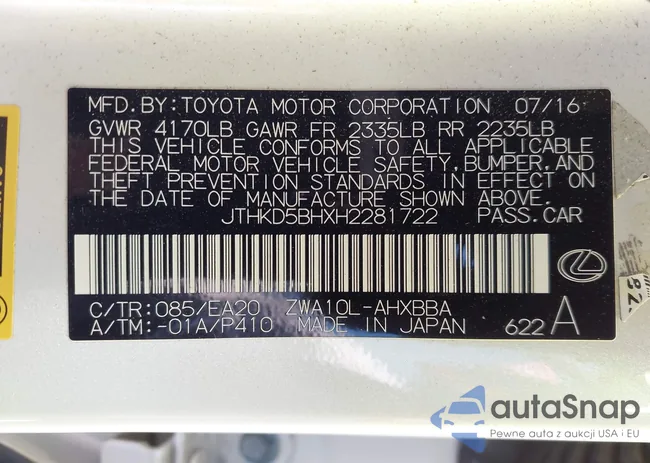 MFD.BY:TOYOTA MOTOR CORPORATION 07/16
GVWR 4170LB GAWR FR 2335LB RR 2235LB
THIS VEHICLE CONFORMS TO ALL APPLICABLE
FEDERAL MOTOR VEHICLE SAFETY,BUMPER,AND
THEFT PREVENTION STANDARDS IN EFFECT ON
THE DATE OF MANUFACTURE SHOWN ABOVE.
JTHKD5BHXH2281722 PASS.CAR
C/TR:085/EA20 ZWA10L-AHXBBA
A/TM:-01A/P410 MADE IN JAPAN 622 A
autoSnap
Pewne auta z aukcji USA i EU